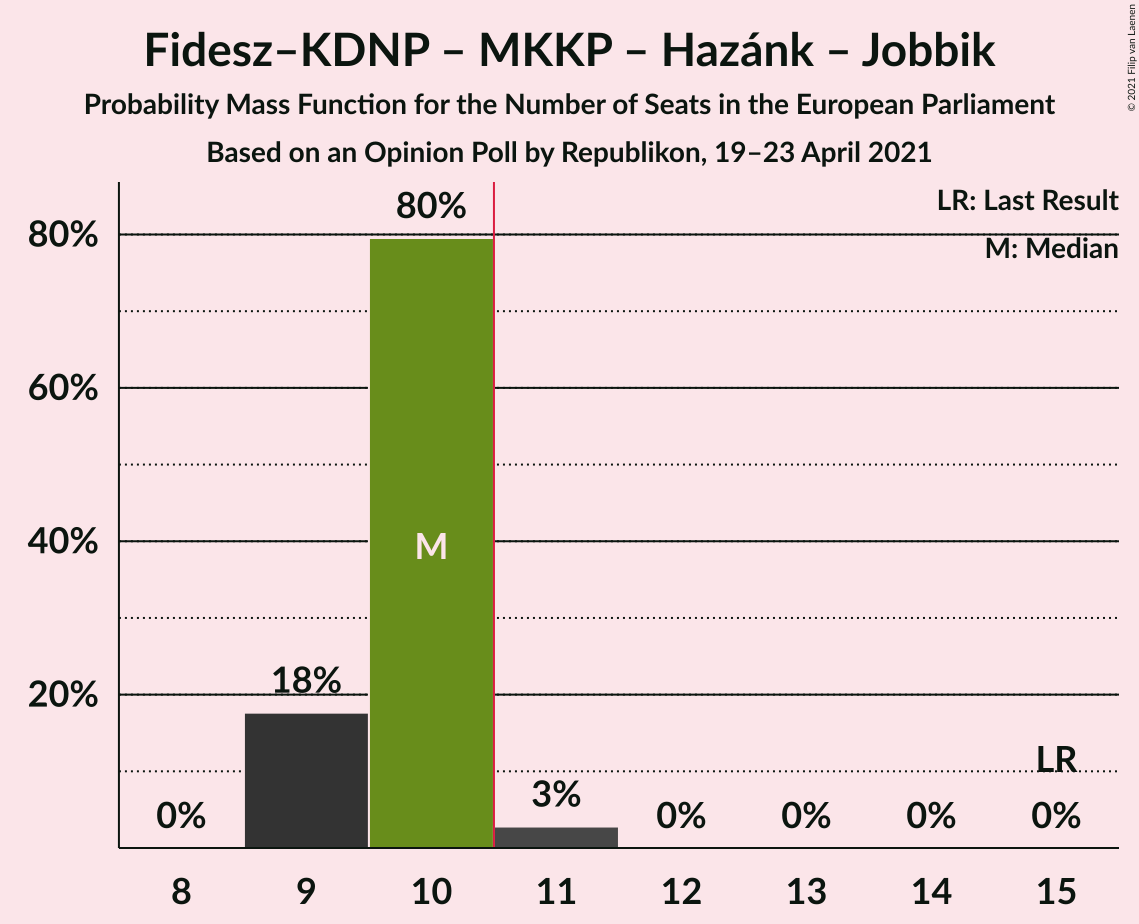 Fidesz–KDNP – MKKP – Hazánk – Jobbik
Probability Mass Function for the Number of Seats in the European Parliament
Based on an Opinion Poll by Republikon, 19–23 April 2021
© 2021 Filip van Laenen
LR: Last Result
M: Median
80%
60%
40%
20%
0%
18%
80%
M
3%
0%
0%
0%
LR
0%
8
9
10
11
12
13
14
15